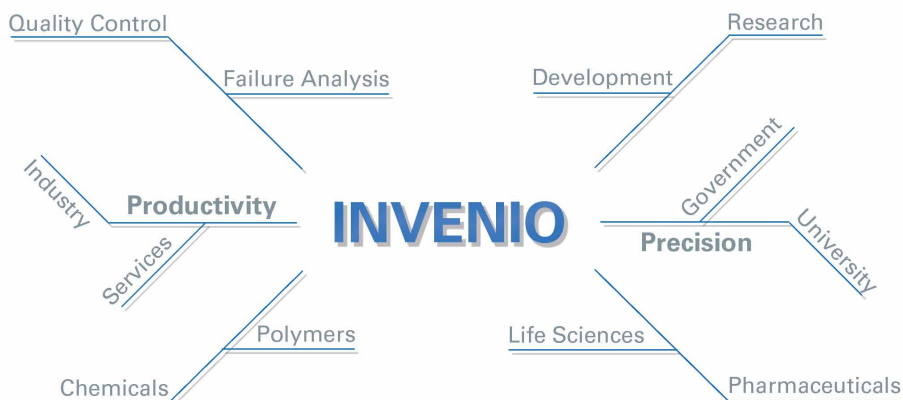 Quality Control
Research
Failure Analysis
Development
Industry
Productivity
Services
INVENIO
Government
Precision
University
Polymers
Life Sciences
Chemicals
Pharmaceuticals